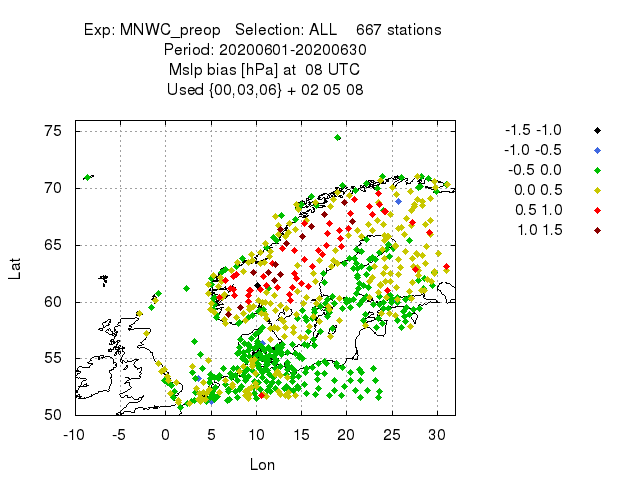 Exp: MNWC_preop   Selection: ALL    667 stations
Period: 20200601-20200630
Mslp bias [hPa] at  08 UTC
Used {00,03,06} + 02 05 08
-1.5 -1.0
-1.0 -0.5
-0.5 0.0
0.0 0.5
0.5 1.0
1.0 1.5
75
70
65
60
55
50
Lat
-10 -5 0 5 10 15 20 25 30
Lon